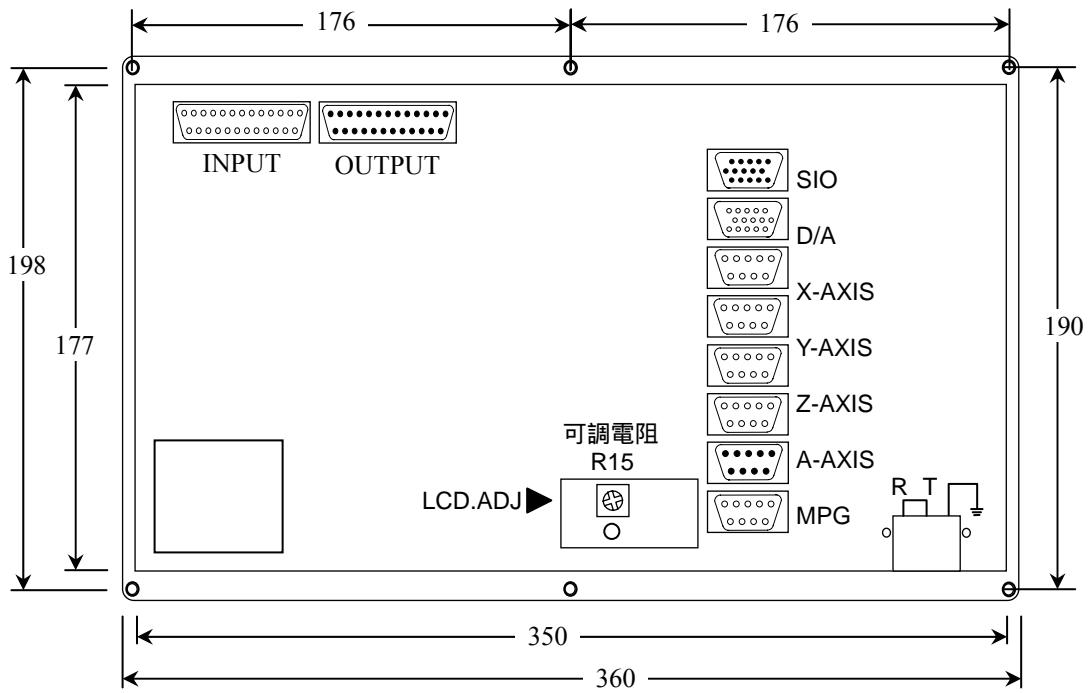 176
176
INPUT
OUTPUT
SIO
D/A
198
X-AXIS
190
177
Y-AXIS
Z-AXIS
可調電阻
R15
A-AXIS
LCD.ADJ
R T
MPG
350
360